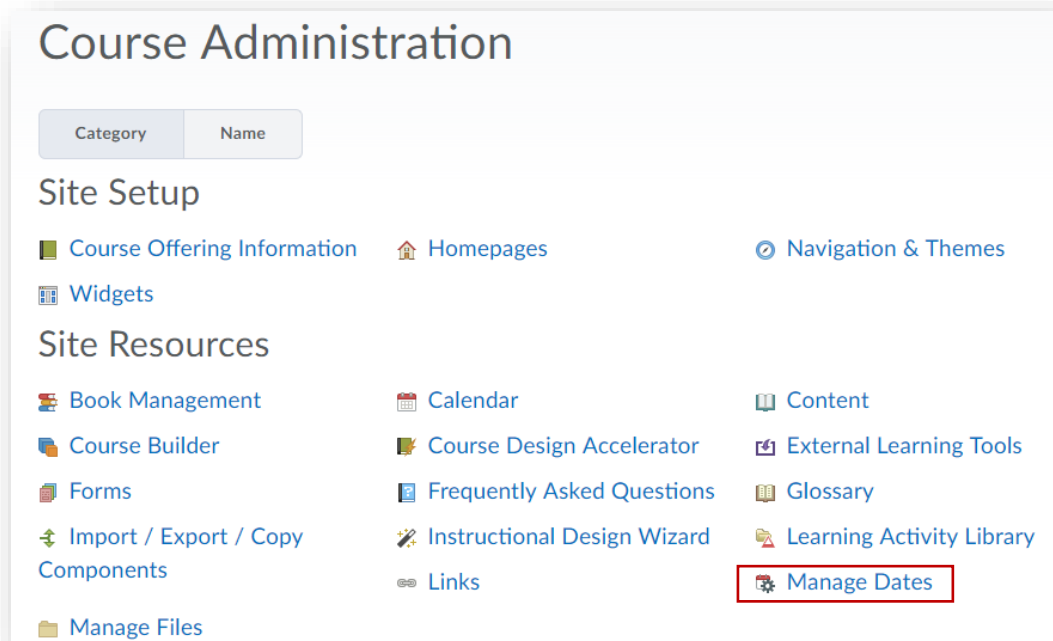 Course Administration
Category Name
Site Setup
Course Offering Information Homepages Navigation & Themes
Widgets
Site Resources
Book Management Calendar Content
Course Builder Course Design Accelerator External Learning Tools
Forms Frequently Asked Questions Glossary
Import / Export / Copy Instructional Design Wizard Learning Activity Library
Components
Links Manage Dates
Manage Files